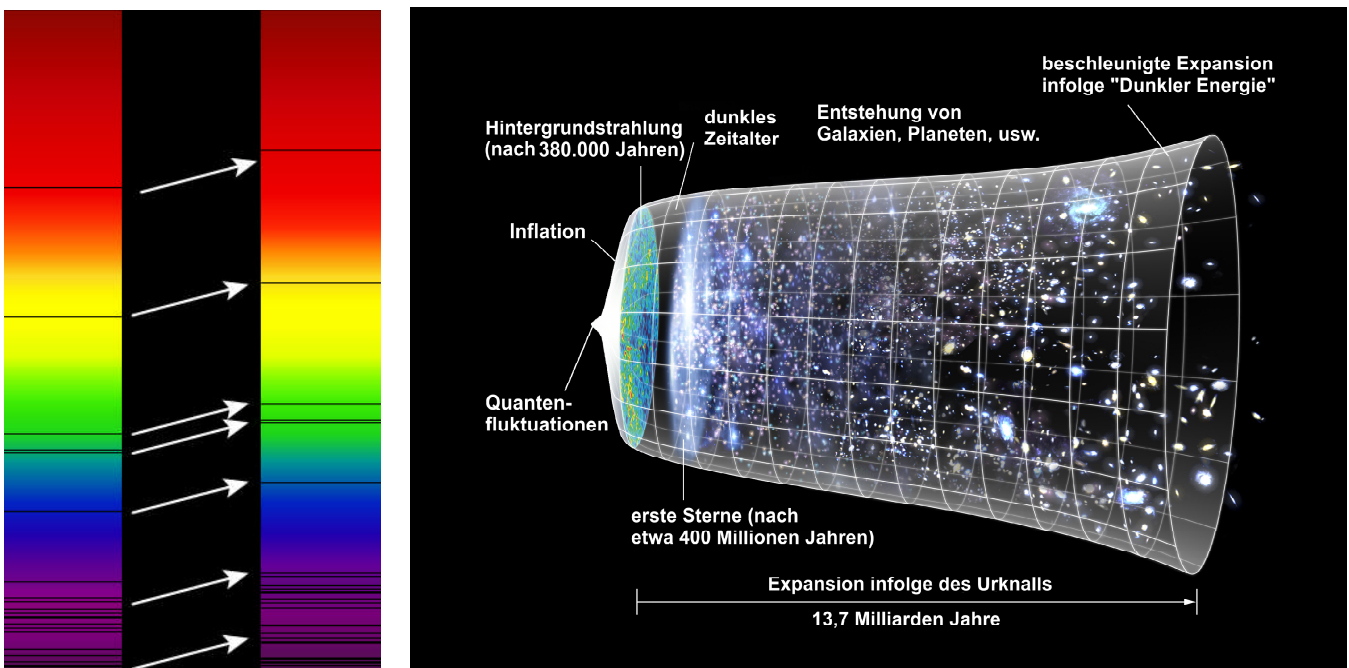 beschleunigte Expansion
infolge "Dunkler Energie"
Entstehung von
Galaxien, Planeten, usw.
dunkles
Zeitalter
Hintergrundstrahlung
(nach 380.000 Jahren)
Inflation
Quanten-
fluktuationen
erste Sterne (nach
etwa 400 Millionen Jahren)
Expansion infolge des Urknalls
13,7 Milliarden Jahre